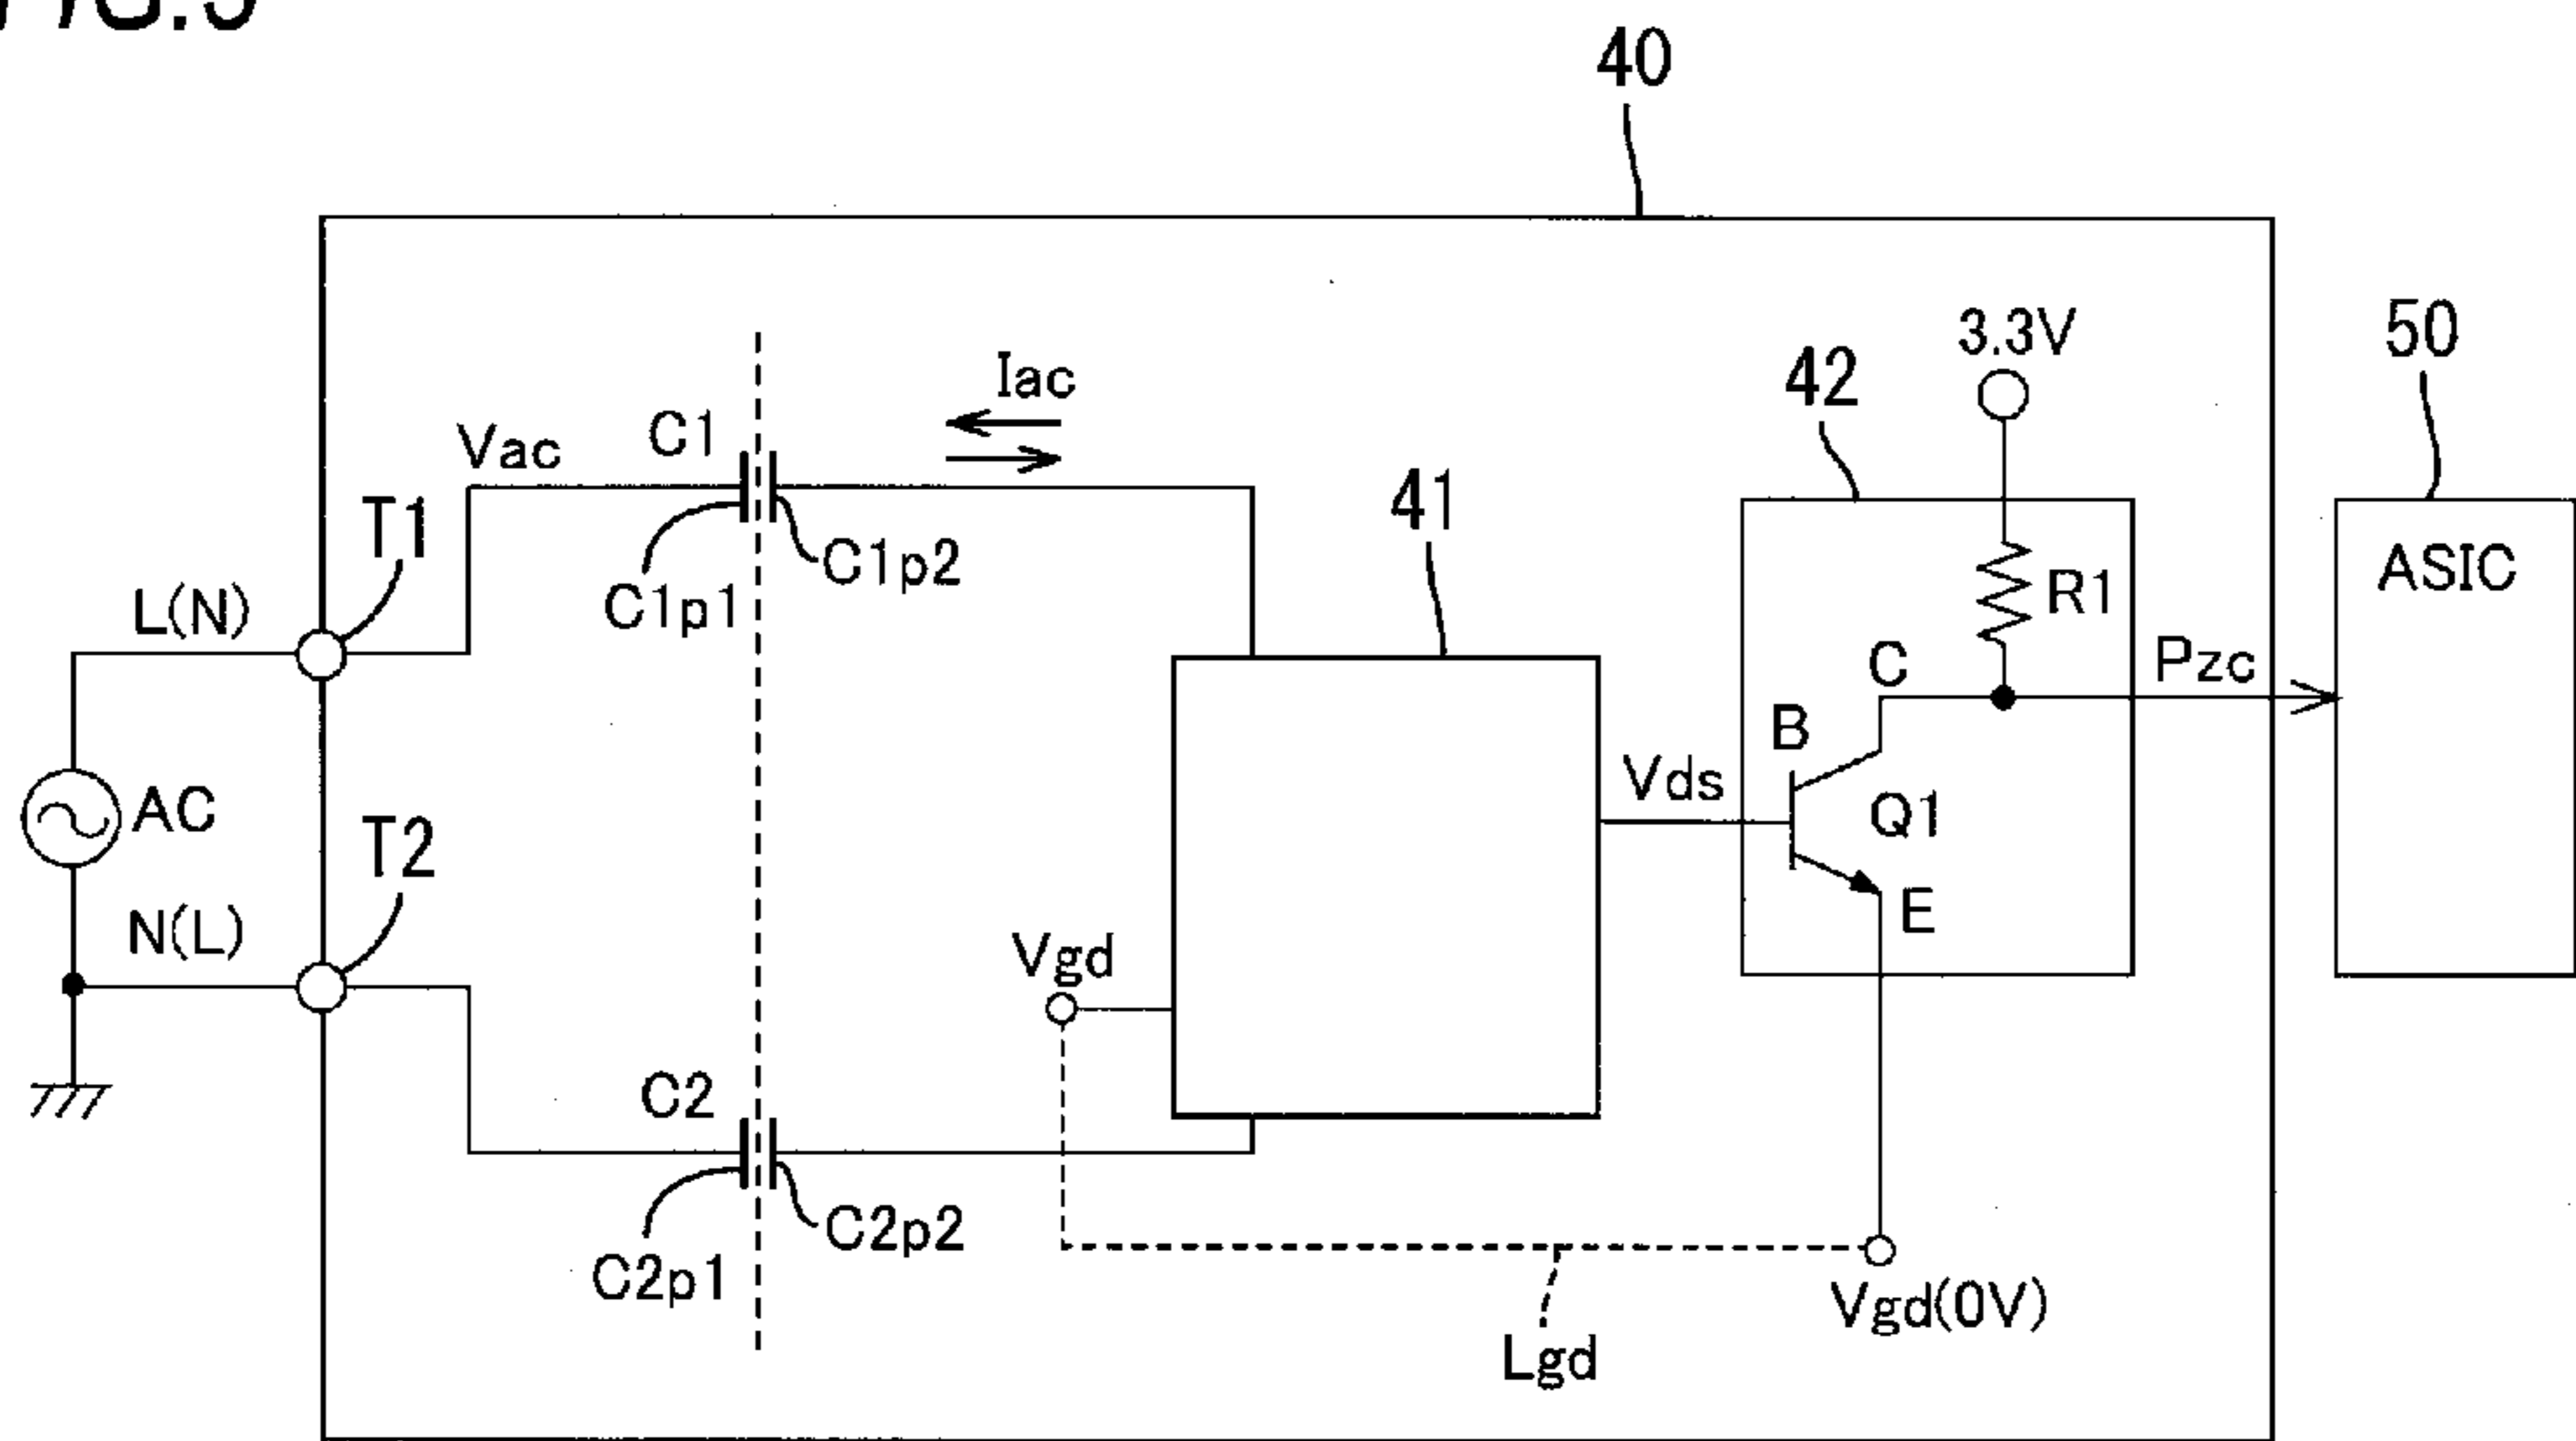 40
3.3V
50
42
Iac
C1
Vac
41
T1
ASIC
C1p2
R1
C1p1
L(N)
C
Pzc
B
Vds
AC
Q1
T2
E
N(L)
Vgd
C2
C2p2
C2p1
Vgd(0V)
Lgd